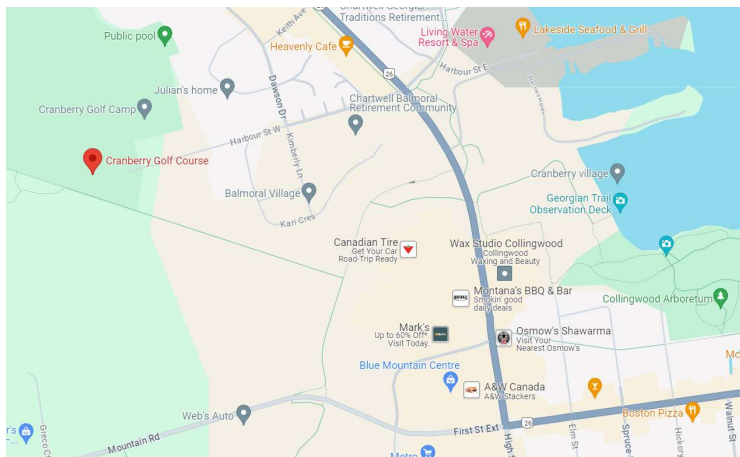 Chartwell Georgian
Traditions Retirement...
Keith Ave
Living Water
Resort & Spa
Lakeside Seafood & Grill
Public pool
Heavenly Cafe
26
Harbour St E
Dawson Dr
Julian's home
Cranberry Golf Camp
Chartwell Balmoral
Retirement Community
Harbour St W
Kimberly Ln
Cranberry Golf Course
Cranberry village
Balmoral Village
Georgian Trail
Observation Deck
Kari Cres
Canadian Tire
Get Your Car
Road-Trip Ready
Wax Studio Collingwood
Collingwood
Waxing and Beauty
Montana's BBQ & Bar
Smokin' good
daily deals
Collingwood Arboretum
Mark's
Up to 60% Off*.
Visit Today.
Osmow's Shawarma
Visit Your
Nearest Osmow's
Mo
Blue Mountain Centre
A&W Canada
A&W Stackers
Web's Auto
Boston Pizza
26
First St Ext
Mountain Rd
Greco C
r's
-...
High S
Elm St
Spruce
Hickory
Walnut St
Metro